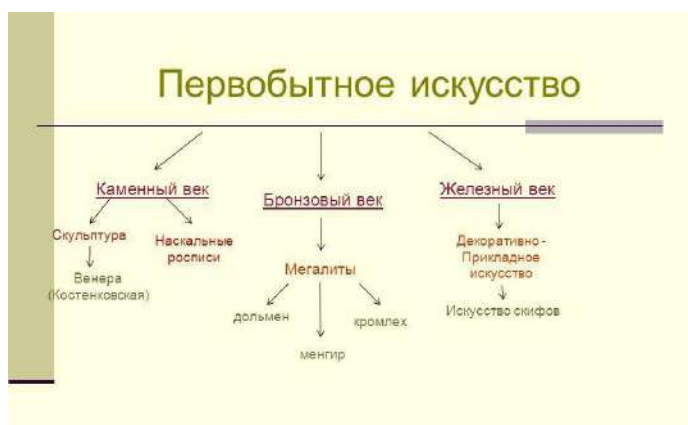 Первобытное искусство
Каменный век
Скульптура
Венера
(Костенковская)
Наскальные
росписи
Бронзовый век
Мегалиты
дольмен
менгир
кромлех
Железный век
Декоративно-
Прикладное
искусство
Искусство скифов